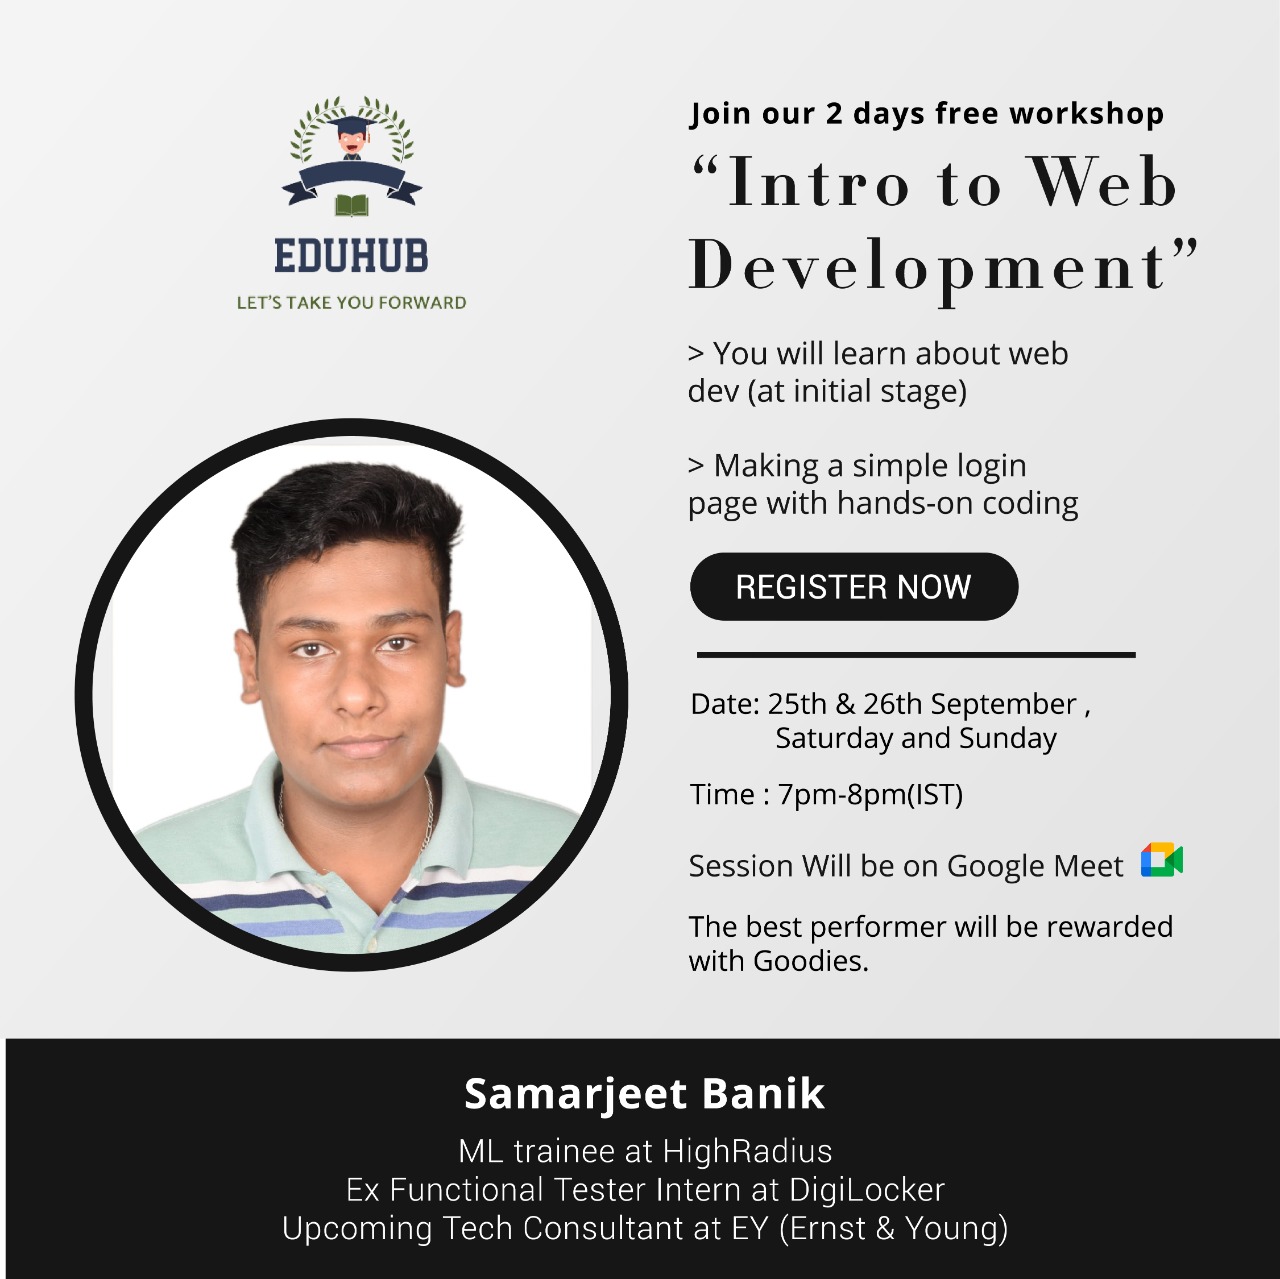 EDUHUB
LET'S TAKE YOU FORWARD
Join our 2 days free workshop
“Intro to Web
Development”
> You will learn about web
dev (at initial stage)
> Making a simple login
page with hands-on coding
REGISTER NOW
Date: 25th & 26th September ,
Saturday and Sunday
Time : 7pm-8pm(IST)
Session Will be on Google Meet
The best performer will be rewarded
with Goodies.
Samarjeet Banik
ML trainee at HighRadius
Ex Functional Tester Intern at DigiLocker
Upcoming Tech Consultant at EY (Ernst & Young)